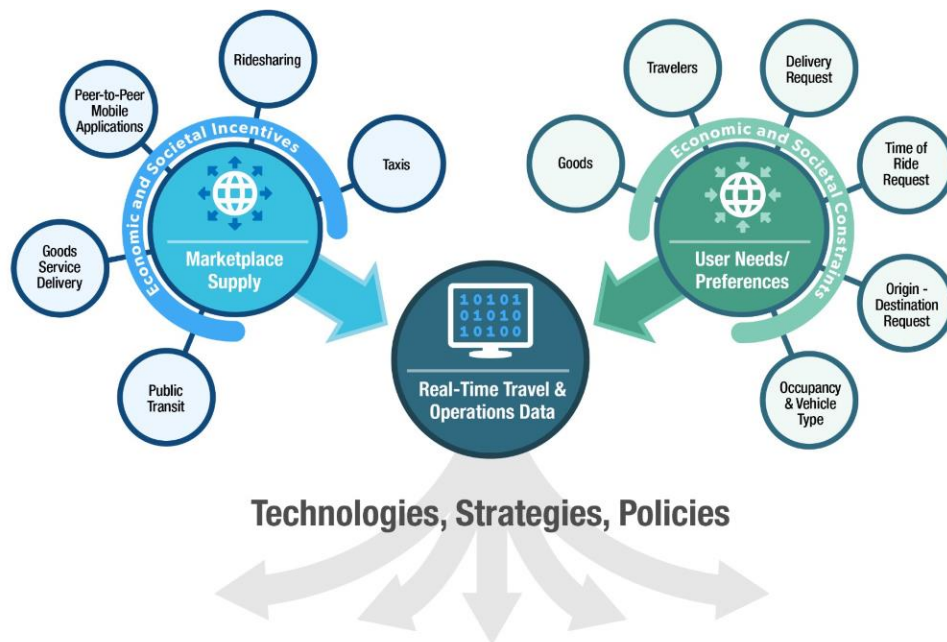 Ridesharing
Peer-to-Peer
Mobile
Applications
Taxis
Goods
Service
Delivery
Public
Transit
Economic and Societal Incentives
Marketplace
Supply
Travelers
Delivery
Request
Goods
Time of
Ride
Request
Origin -
Destination
Request
Occupancy
& Vehicle
Type
Economic and Societal Constraints
User Needs/
Preferences
10101
01010
10100
Real-Time Travel &
Operations Data
Technologies, Strategies, Policies